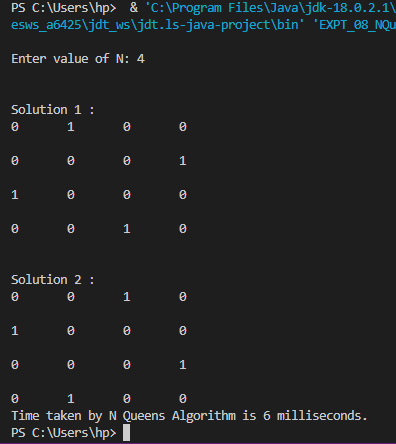 PS C:\Users\hp>  & 'C:\Program Files\Java\jdk-18.0.2.1\
esws_a6425\jdt_ws\jdt.ls-java-project\bin' 'EXPT_08_NQu
Enter value of N: 4
Solution 1 :
0 1 0 0
0 0 0 1
1 0 0 0
0 0 1 0
Solution 2 :
0 0 1 0
1 0 0 0
0 0 0 1
0 1 0 0
Time taken by N Queens Algorithm is 6 milliseconds.
PS C:\Users\hp>